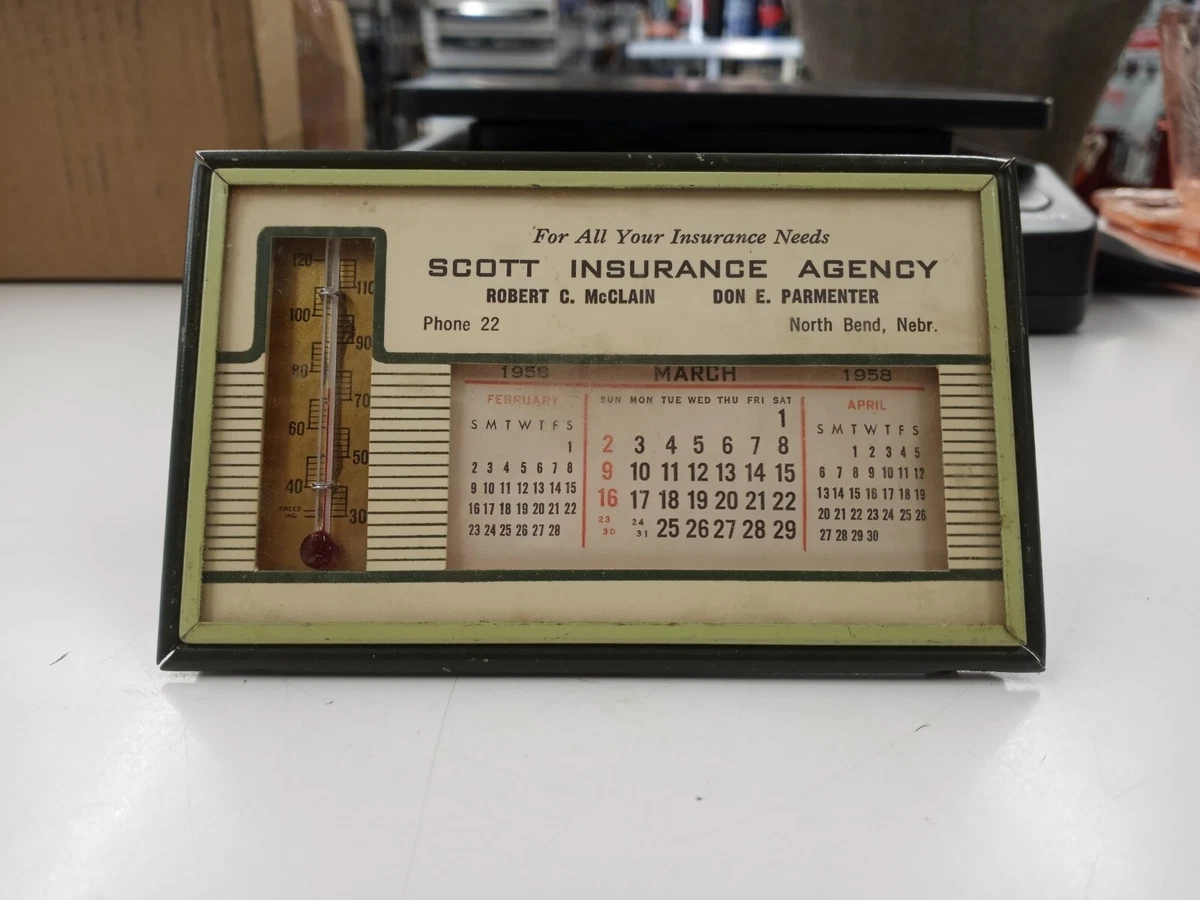 For All Your Insurance Needs
SCOTT INSURANCE AGENCY
ROBERT C. McCLAIN DON E. PARMENTER
Phone 22 North Bend, Nebr.
120
110
100
90
80
70
60
50
40
30
FREEZ-
ING
1958 MARCH 1958
FEBRUARY
S M T W T F S
1
2 3 4 5 6 7 8
9 10 11 12 13 14 15
16 17 18 19 20 21 22
23 24 25 26 27 28
SUN MON TUE WED THU FRI SAT
1
2 3 4 5 6 7 8
9 10 11 12 13 14 15
16 17 18 19 20 21 22
23 24 25 26 27 28 29
30 31
APRIL
S M T W T F S
1 2 3 4 5
6 7 8 9 10 11 12
13 14 15 16 17 18 19
20 21 22 23 24 25 26
27 28 29 30